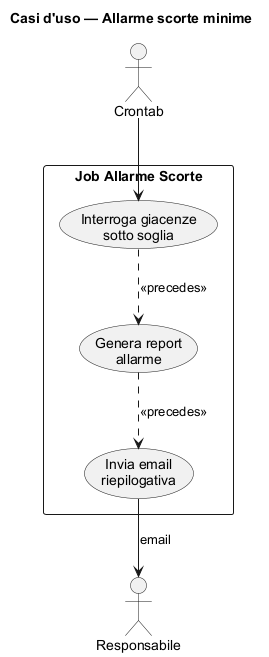 Casi d'uso — Allarme scorte minime
Crontab
Job Allarme Scorte
Interroga giacenze
sotto soglia
«precedes»
Genera report
allarme
«precedes»
Invia email
riepilogativa
email
Responsabile